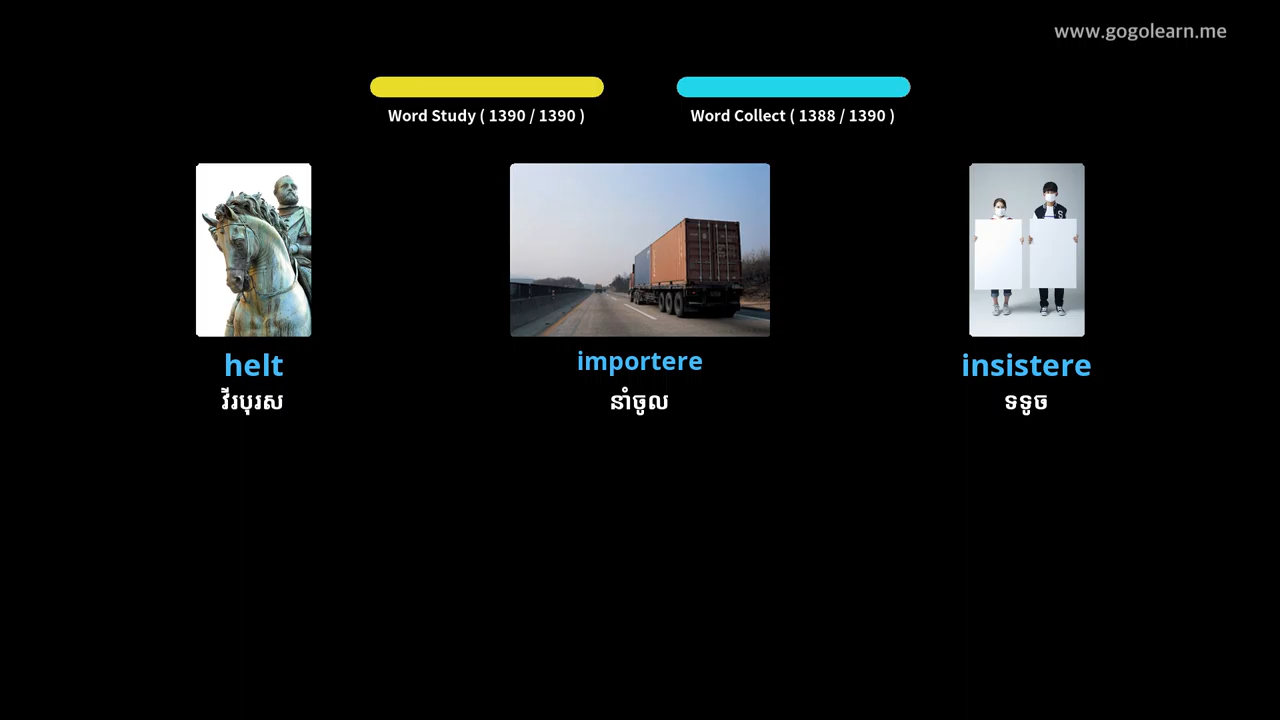 www.gogolearn.me
Word Study ( 1390 / 1390 )
Word Collect ( 1388 / 1390 )
helt
importere
insistere
វីរបុរស
នាំចូល
ទទូច